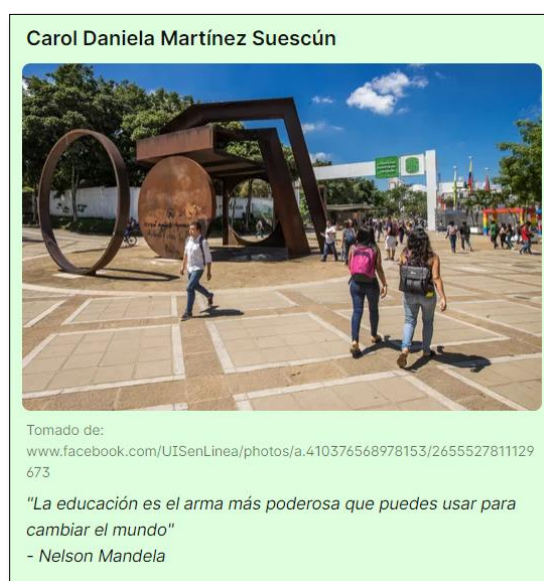 Carol Daniela Martínez Suescún
Tomado de:
www.facebook.com/UISenLinea/photos/a.410376568978153/2655527811129
673
"La educación es el arma más poderosa que puedes usar para
cambiar el mundo"
- Nelson Mandela